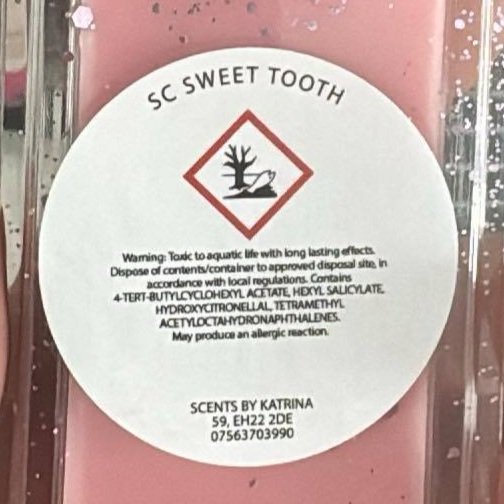 SC SWEET TOOTH
Warning: Toxic to aquatic life with long lasting effects.
Dispose of contents/container to approved disposal site, in
accordance with local regulations. Contains
4-TERT-BUTYLCYCLOHEXYL ACETATE, HEXYL SALICYLATE,
HYDROXYCITRONELLAL, TETRAMETHYL
ACETYLOCTAHYDRONAPHTHALENES.
May produce an allergic reaction.
SCENTS BY KATRINA
59, EH22 2DE
07563703990